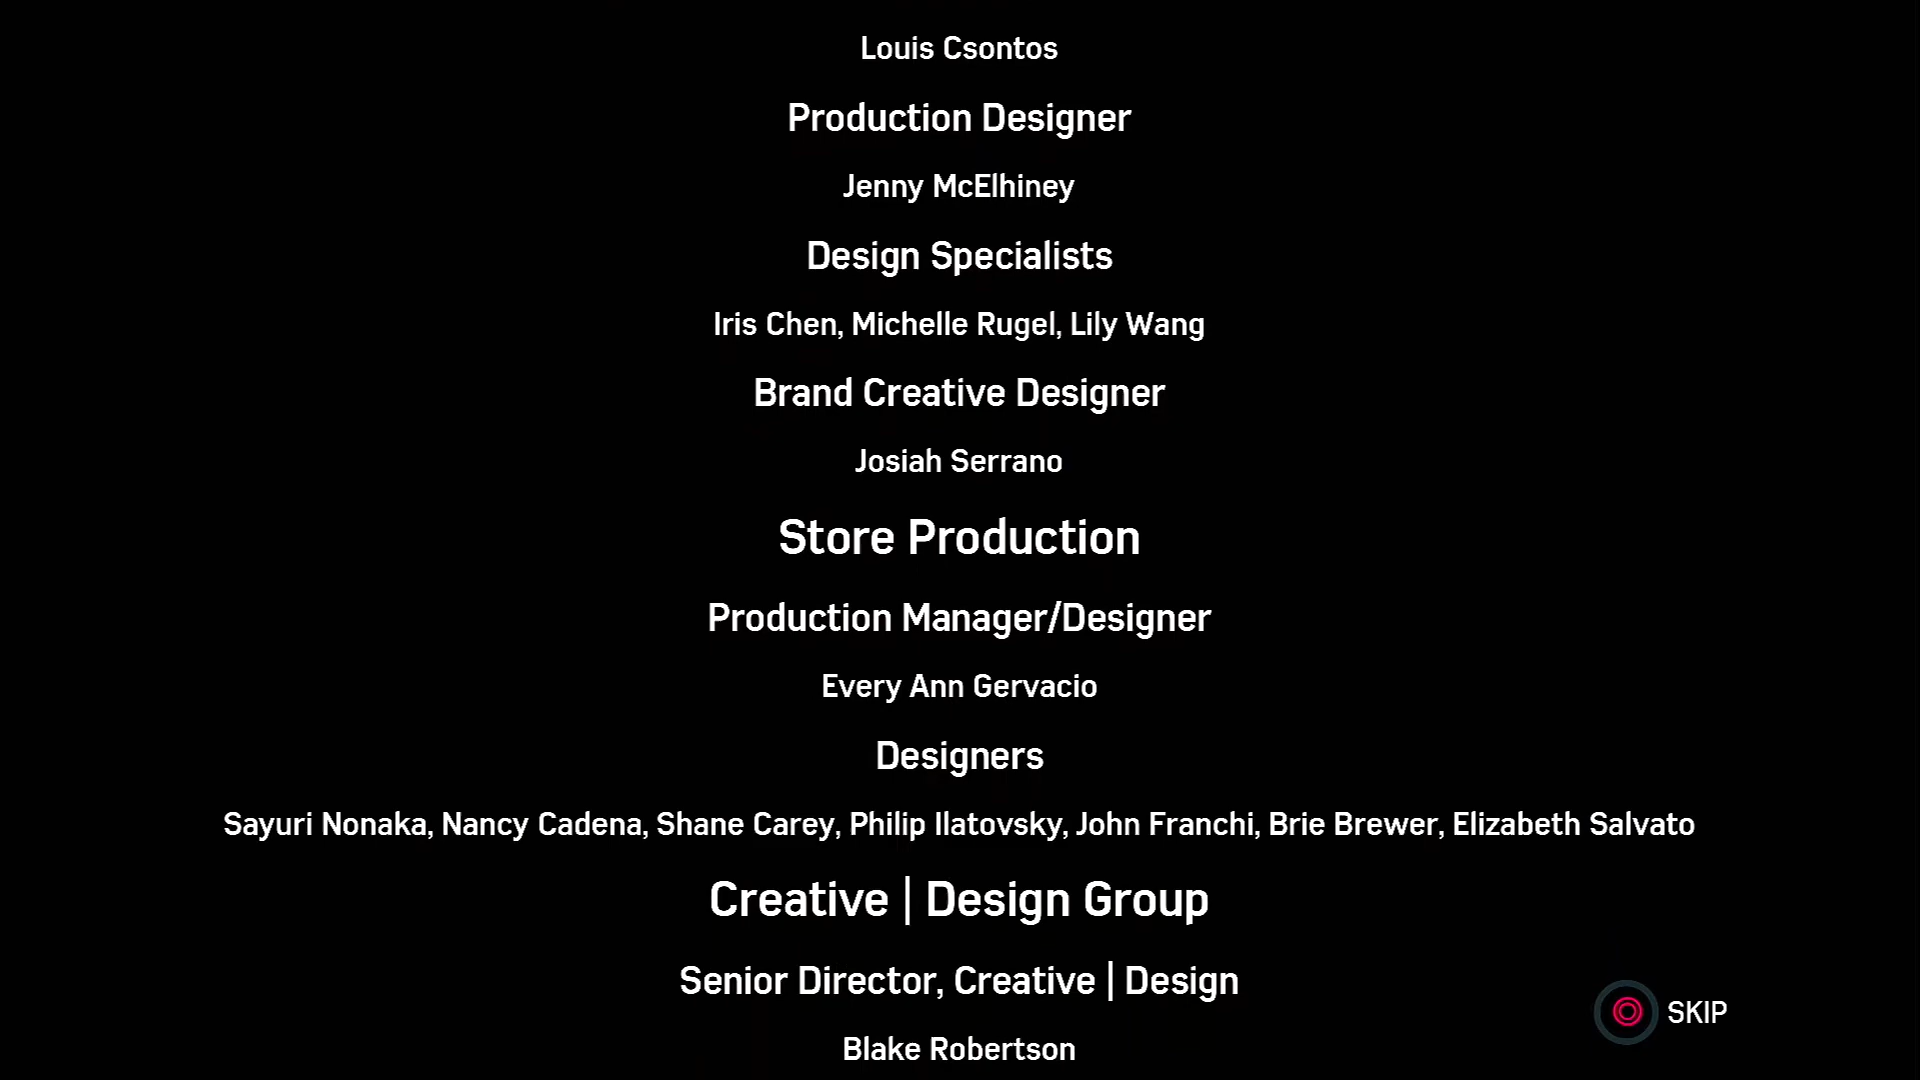 Louis Csontos
Production Designer
Jenny McElhiney
Design Specialists
Iris Chen, Michelle Rugel, Lily Wang
Brand Creative Designer
Josiah Serrano
Store Production
Production Manager/Designer
Every Ann Gervacio
Designers
Sayuri Nonaka, Nancy Cadena, Shane Carey, Philip Ilatovsky, John Franchi, Brie Brewer, Elizabeth Salvato
Creative | Design Group
Senior Director, Creative | Design
SKIP
Blake Robertson